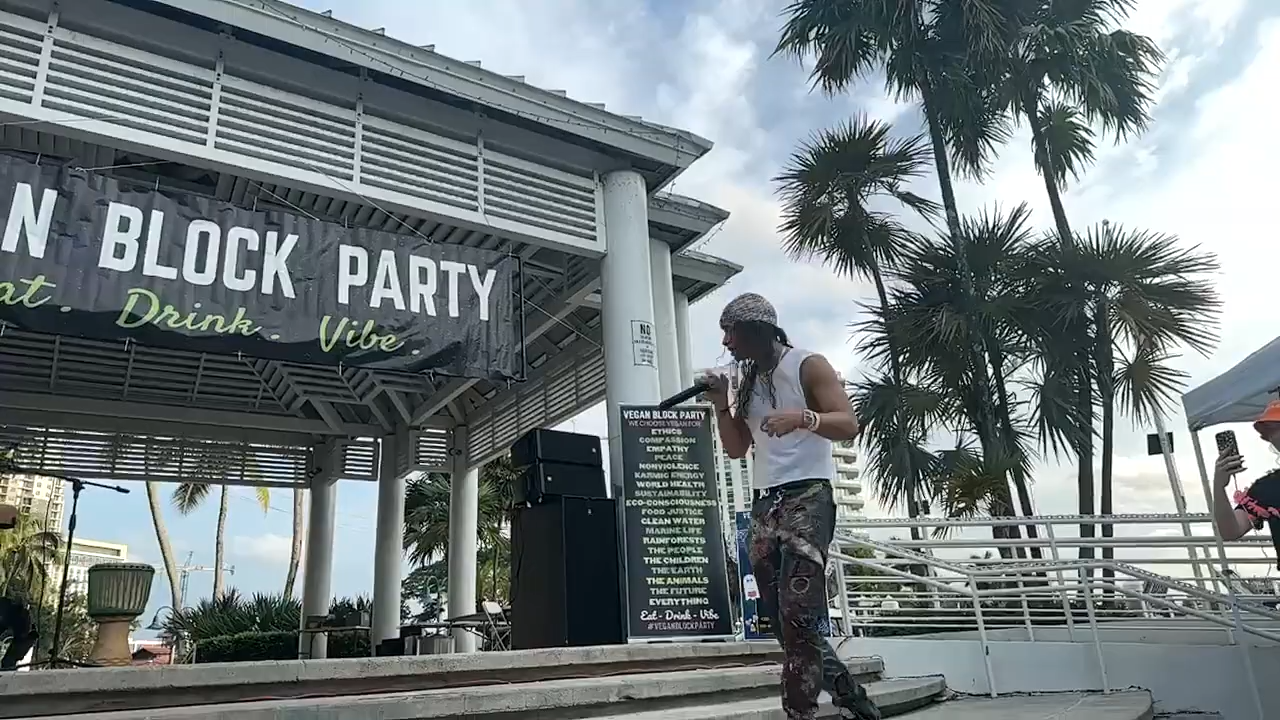 N BLOCK PARTY
at. Drink. Vibe.
NO
VEGAN BLOCK PARTY
WE CHOOSE VEGAN FOR
ETHICS
COMPASSION
EMPATHY
PEACE
NONVIOLENCE
KARMIC ENERGY
WORLD HEALTH
SUSTAINABILITY
ECO-CONSCIOUSNESS
FOOD JUSTICE
CLEAN WATER
MARINE LIFE
RAINFORESTS
THE PEOPLE
THE CHILDREN
THE EARTH
THE ANIMALS
THE FUTURE
EVERYTHING
Eat - Drink - Vibe
#VEGANBLOCKPARTY